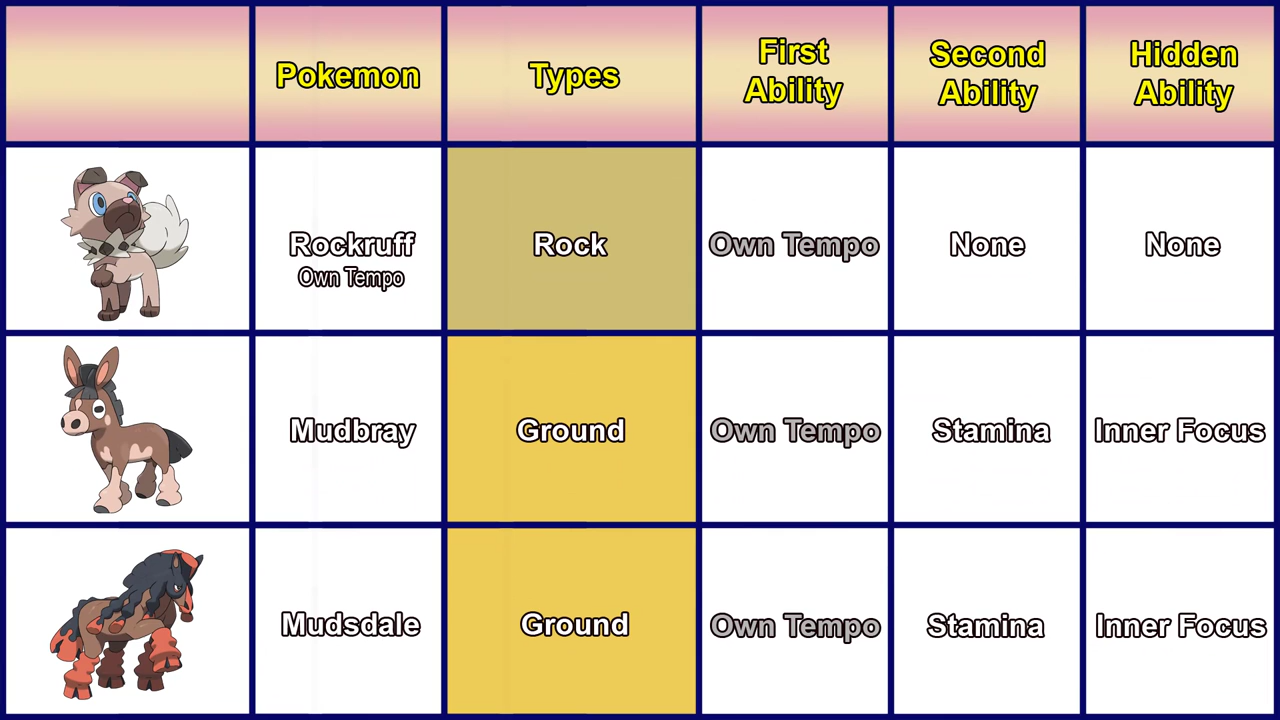 Pokemon
Types
First
Ability
Second
Ability
Hidden
Ability
Rockruff
Own Tempo
Rock
Own Tempo
None
None
Mudbray
Ground
Own Tempo
Stamina
Inner Focus
Mudsdale
Ground
Own Tempo
Stamina
Inner Focus